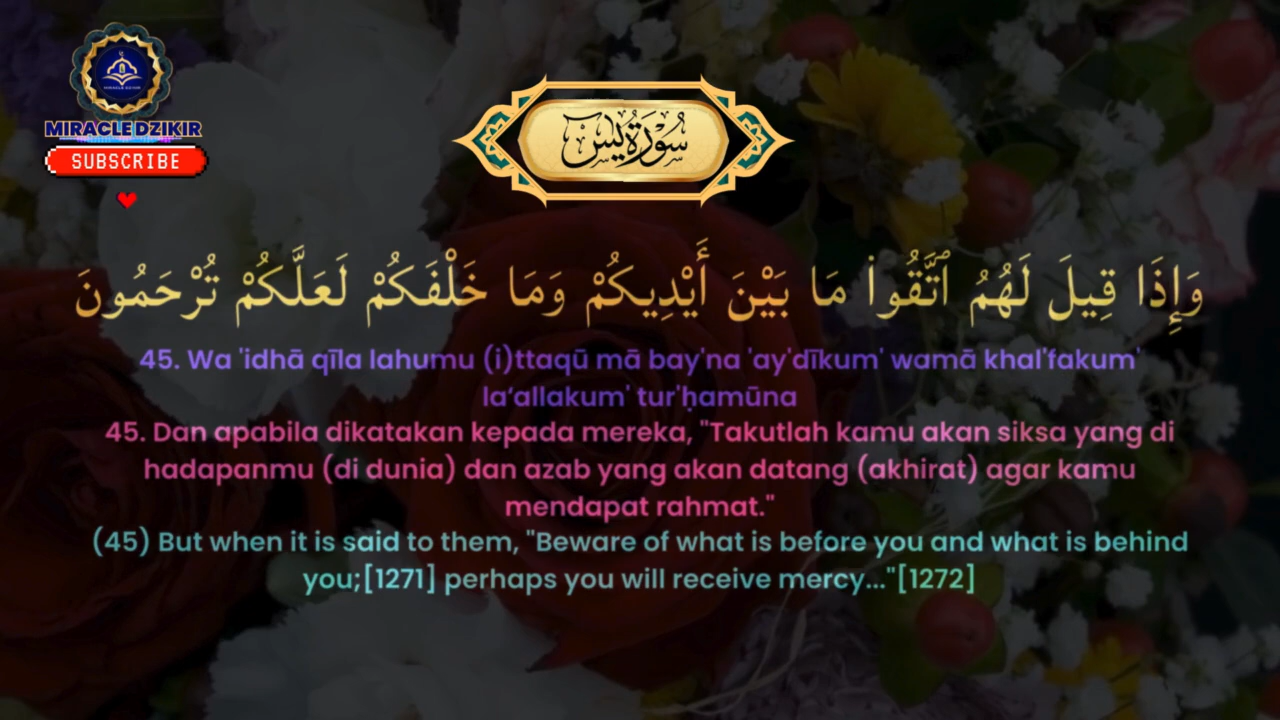 MIRACLE DZIKIR
SUBSCRIBE
سُورَةُ يس
وَإِذَا قِيلَ لَهُمُ ٱتَّقُوا۟ مَا بَيْنَ أَيْدِيكُمْ وَمَا خَلْفَكُمْ لَعَلَّكُمْ تُرْحَمُونَ
45. Wa 'idhā qīla lahumu (i)ttaqū mā bay'na 'ay'dīkum' wamā khal'fakum'
la‘allakum' tur'ḥamūna
45. Dan apabila dikatakan kepada mereka, "Takutlah kamu akan siksa yang di
hadapanmu (di dunia) dan azab yang akan datang (akhirat) agar kamu
mendapat rahmat."
(45) But when it is said to them, "Beware of what is before you and what is behind
you;[1271] perhaps you will receive mercy..."[1272]